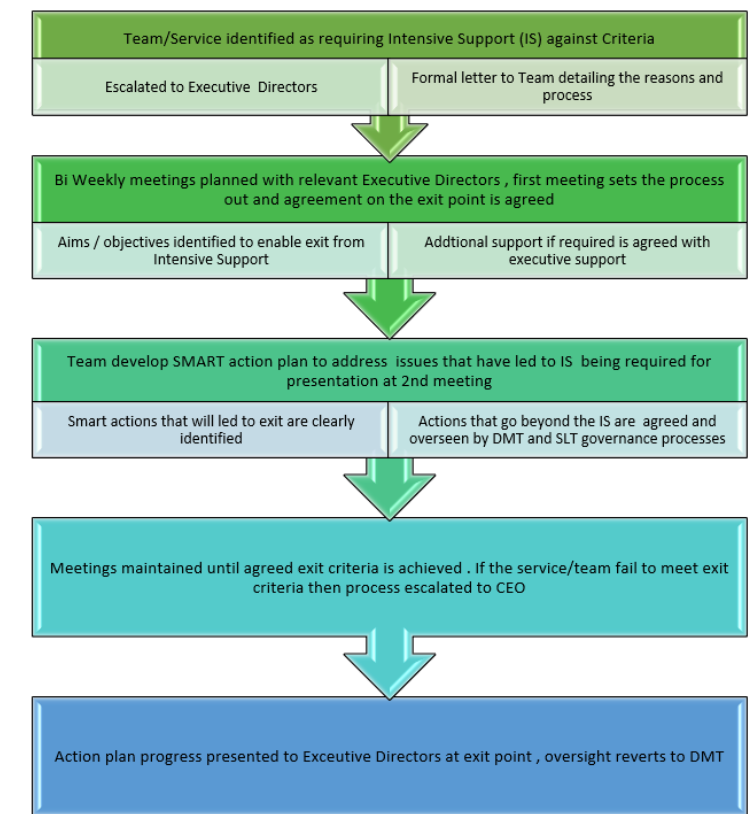 Team/Service identified as requiring Intensive Support (IS) against Criteria
Escalated to Executive  Directors
Formal letter to Team detailing the reasons and
process
Bi Weekly meetings planned with relevant Executive Directors , first meeting sets the process
out and agreement on the exit point is agreed
Aims / objectives identified to enable exit from
Intensive Support
Addtional support if required is agreed with
executive support
Team develop SMART action plan to address  issues that have led to IS  being required for
presentation at 2nd meeting
Smart actions that will led to exit are clearly
identified
Actions that go beyond the IS are  agreed and
overseen by DMT and SLT governance processes
Meetings maintained until agreed exit criteria is achieved . If the service/team fail to meet exit
criteria then process escalated to CEO
Action plan progress presented to Exceutive Directors at exit point , oversight reverts to DMT